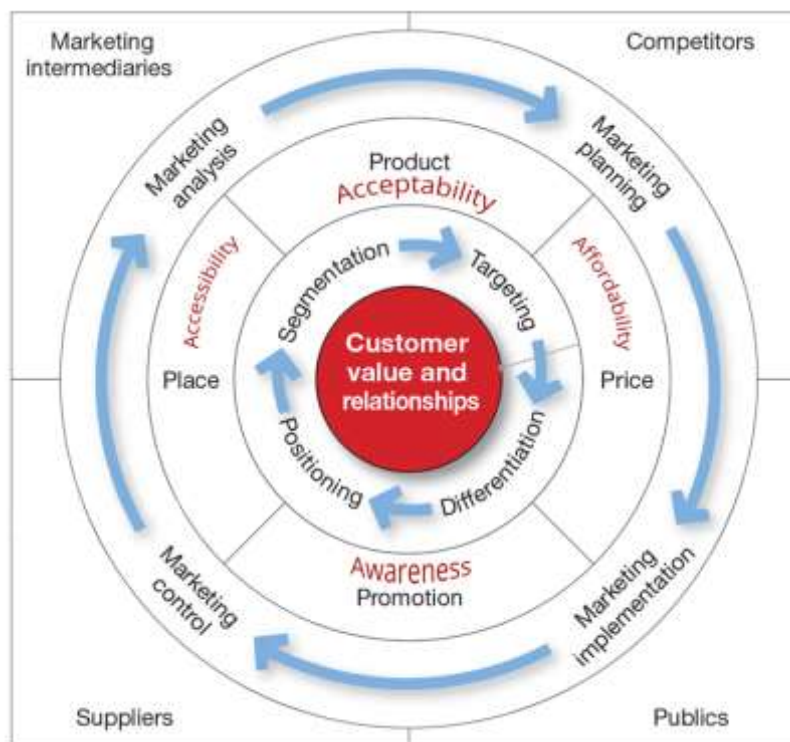 Marketing
intermediaries
Competitors
Marketing
analysis
Marketing
planning
Product
Acceptability
Accessibility
Affordability
Segmentation
Targeting
Customer
value and
relationships
Place
Price
Positioning
Differentiation
Awareness
Promotion
Marketing
control
Marketing
implementation
Suppliers
Publics